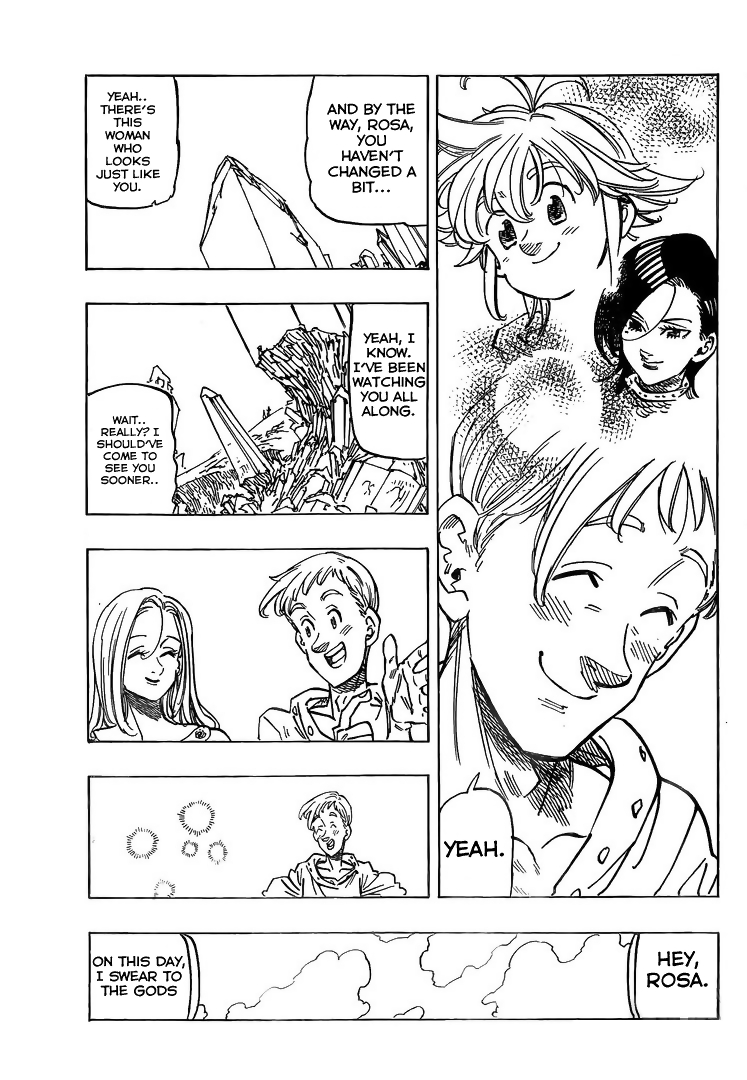 YEAH.
AND BY THE
WAY, ROSA,
YOU
HAVEN'T
CHANGED A
BIT...
YEAH..
THERE'S
THIS
WOMAN
WHO
LOOKS
JUST LIKE
YOU.
YEAH, I
KNOW.
I'VE BEEN
WATCHING
YOU ALL
ALONG.
WAIT..
REALLY? I
SHOULD'VE
COME TO
SEE YOU
SOONER..
HEY,
ROSA.
ON THIS DAY,
I SWEAR TO
THE GODS